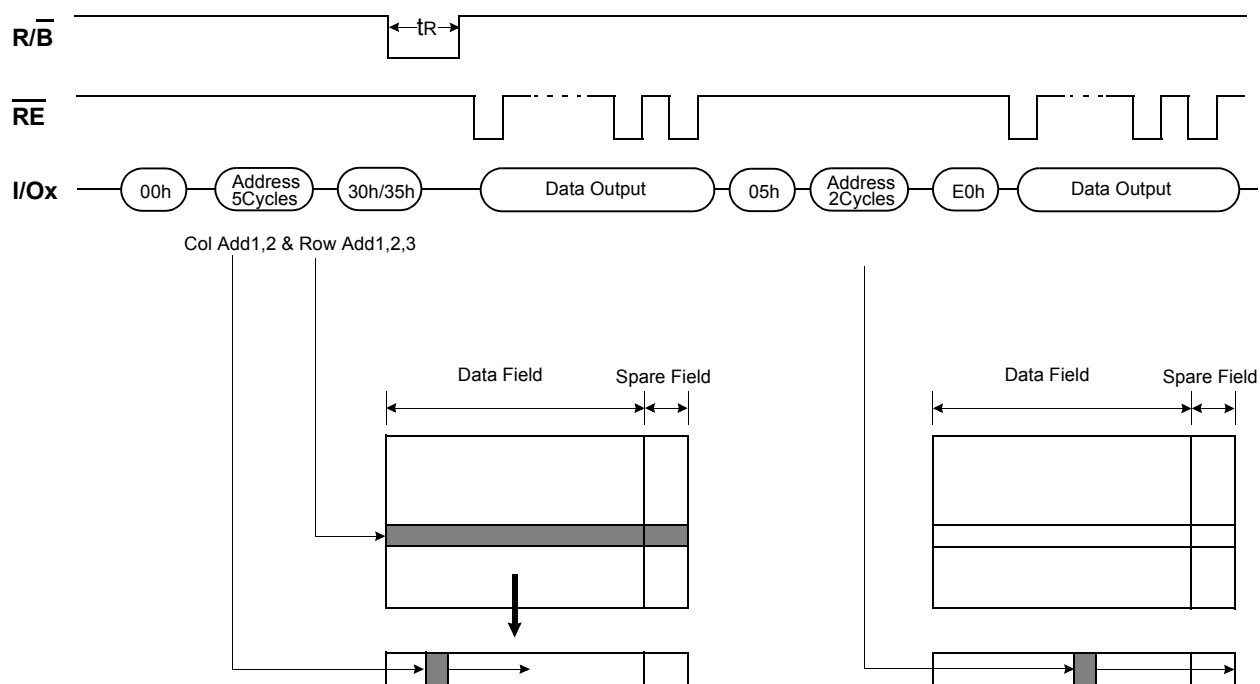 R/B̅
tR
R̅E̅
I/Ox
00h
Address
5Cycles
30h/35h
Data Output
05h
Address
2Cycles
E0h
Data Output
Col Add1,2 & Row Add1,2,3
Data Field
Spare Field
Data Field
Spare Field